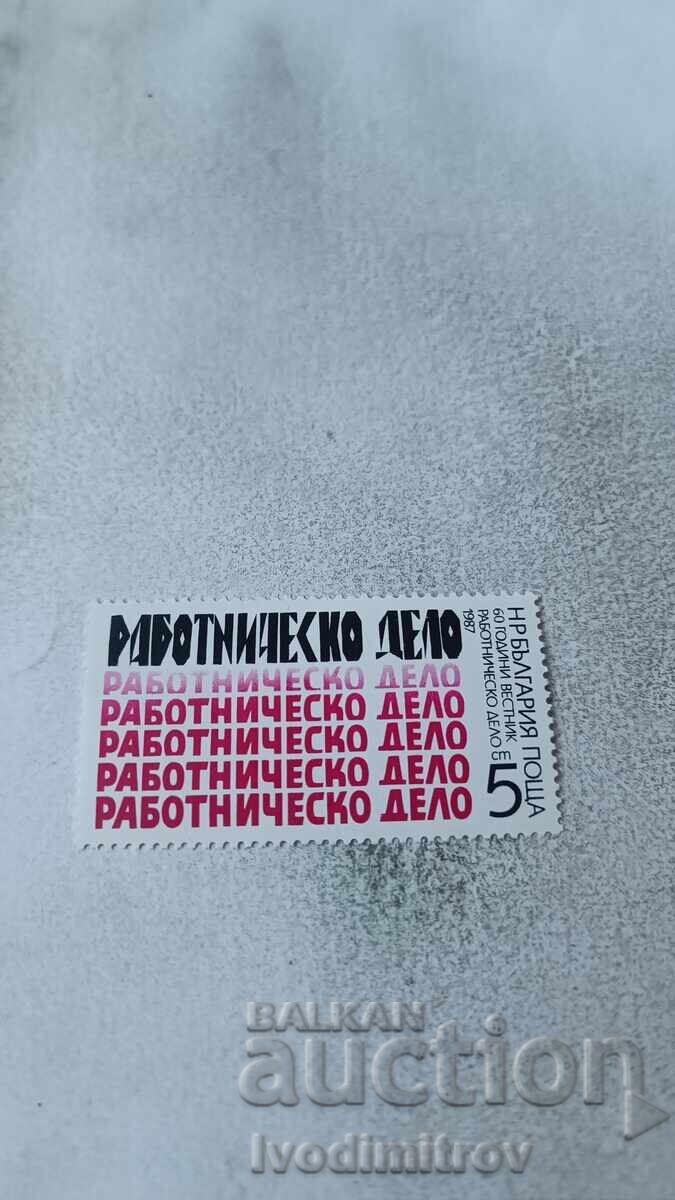 РАБОТНИЧЕСКО ДЕЛО
РАБОТНИЧЕСКО ДЕЛО
РАБОТНИЧЕСКО ДЕЛО
РАБОТНИЧЕСКО ДЕЛО
РАБОТНИЧЕСКО ДЕЛО
РАБОТНИЧЕСКО ДЕЛО
НР БЪЛГАРИЯ ПОЩА
60 ГОДИНИ ВЕСТНИК
РАБОТНИЧЕСКО ДЕЛО
1987
5
BALKAN
auction
Ivodimitrov